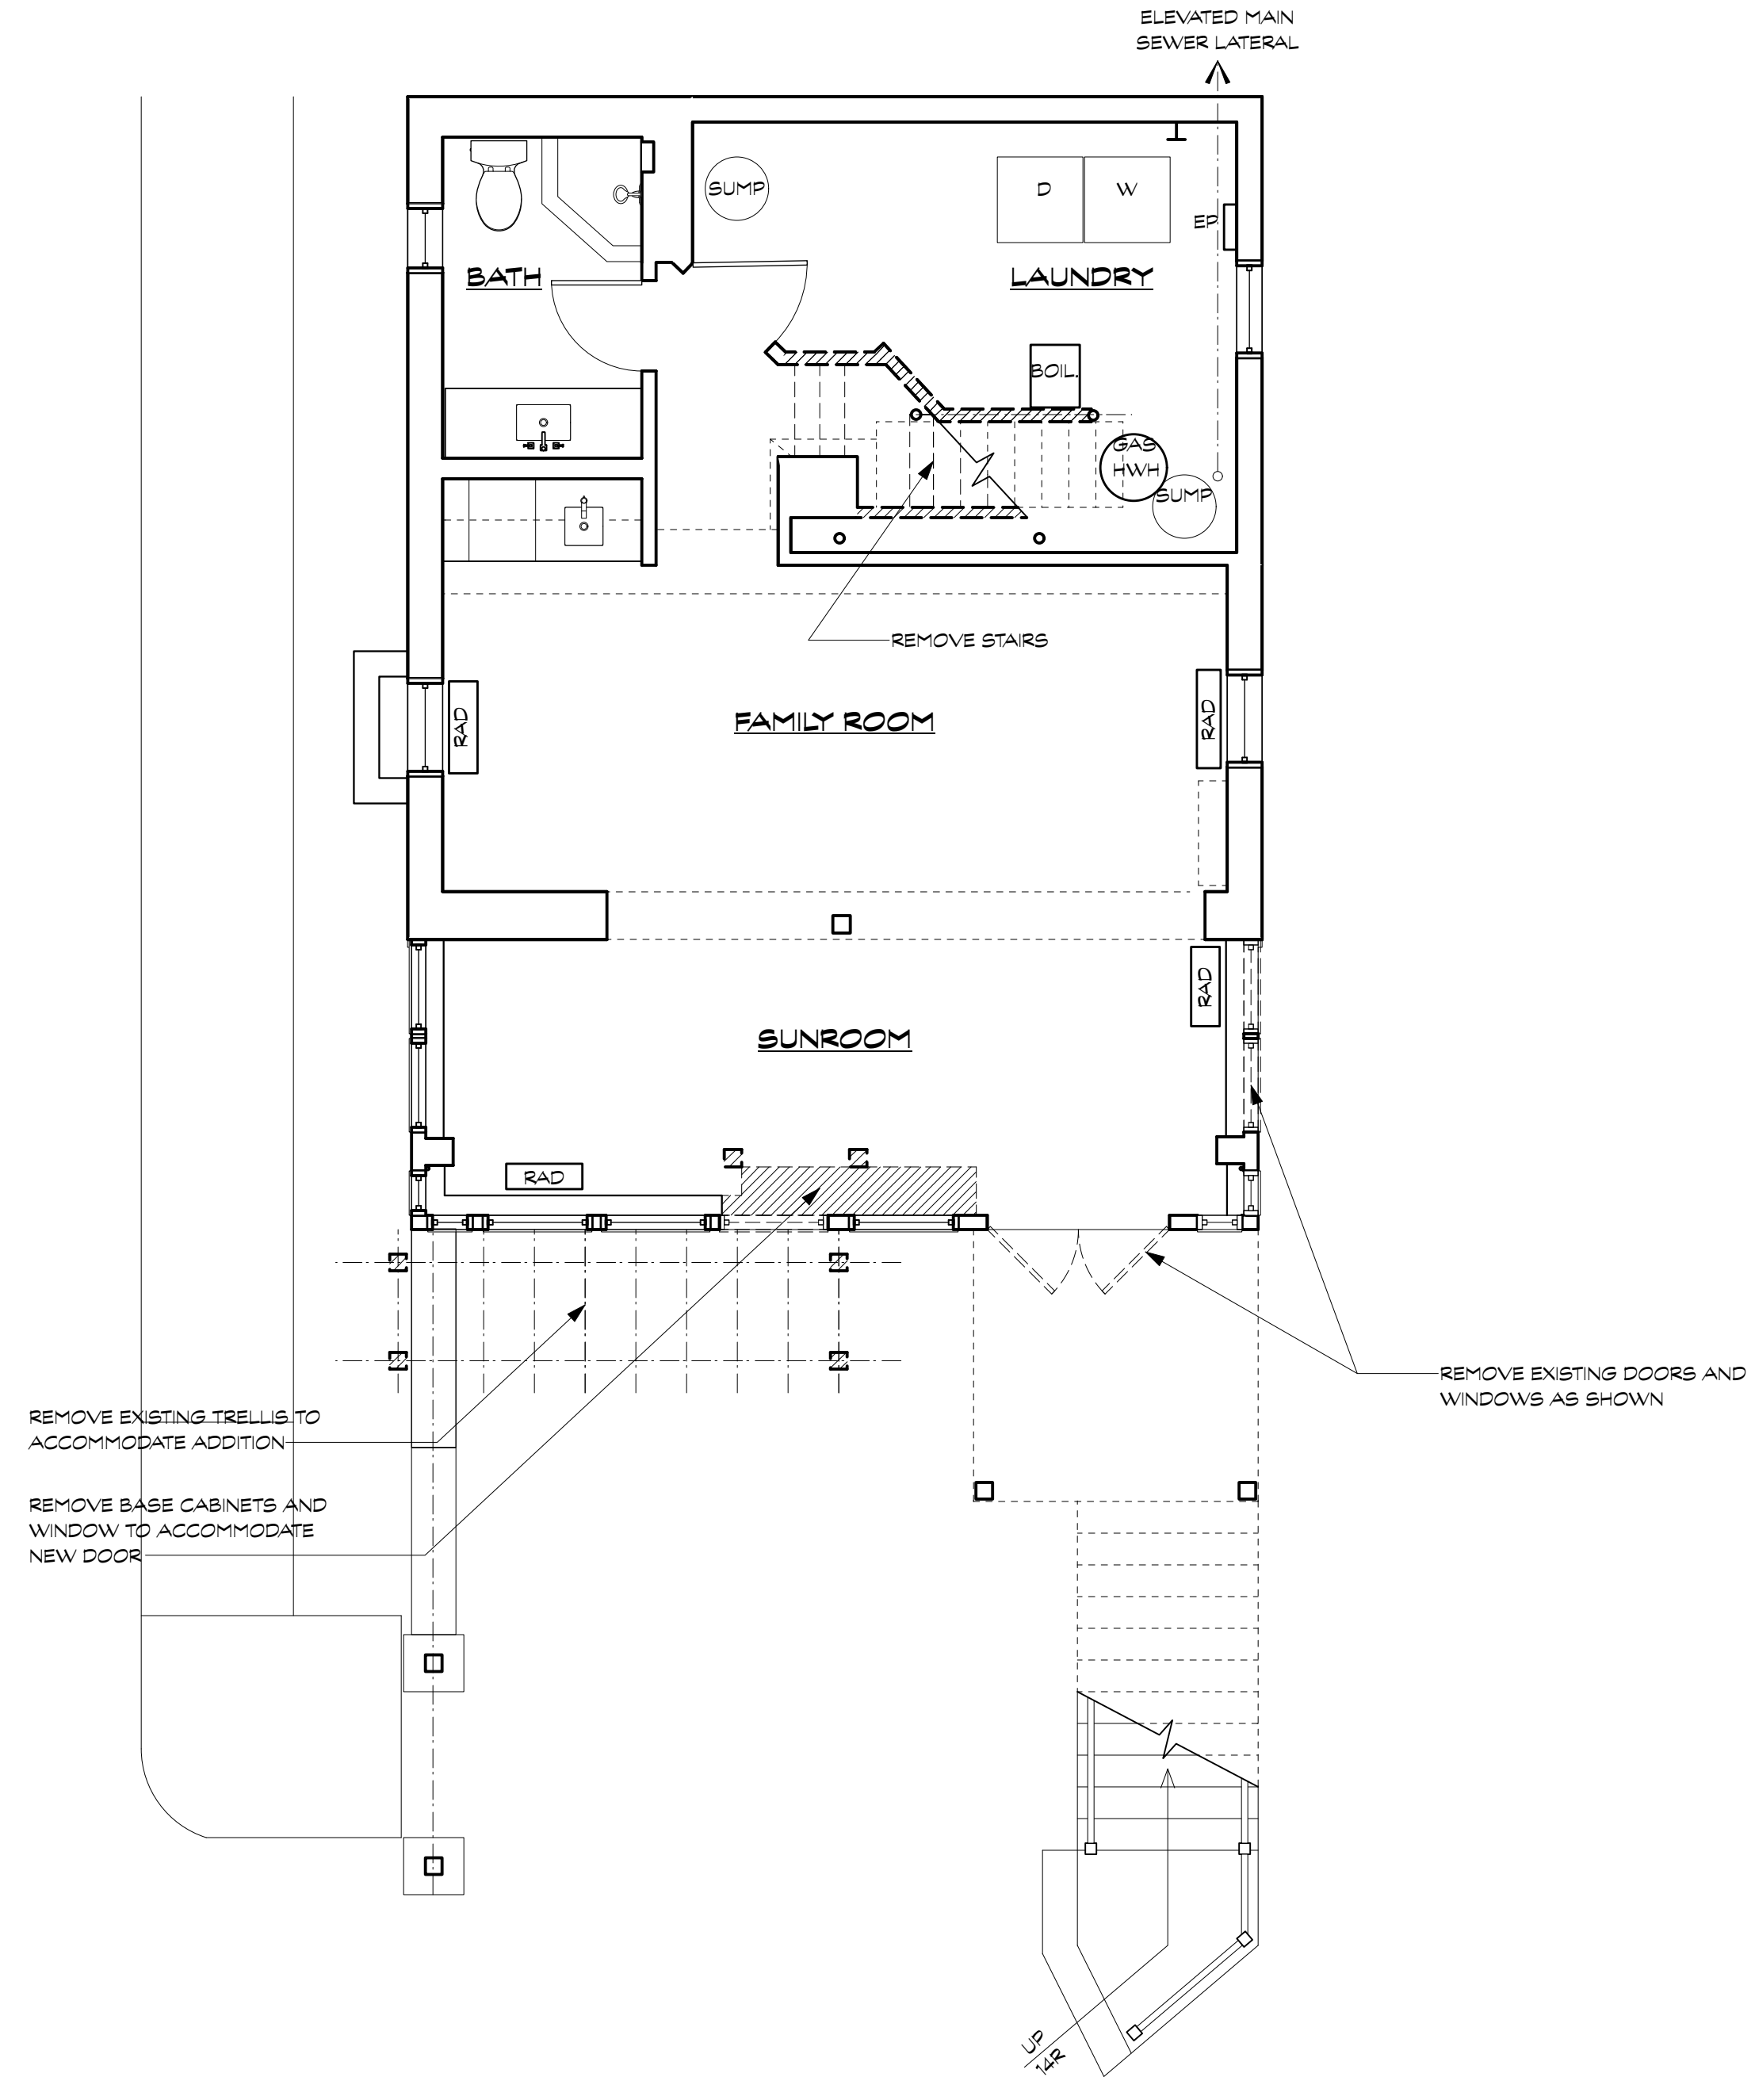 ELEVATED MAIN
SEWER LATERAL
SUMP
D
W
EP
BATH
LAUNDRY
BOIL.
GAS
HWH
SUMP
REMOVE STAIRS
RAD
FAMILY ROOM
RAD
RAD
SUNROOM
RAD
REMOVE EXISTING DOORS AND
WINDOWS AS SHOWN
REMOVE EXISTING TRELLIS TO
ACCOMMODATE ADDITION
REMOVE BASE CABINETS AND
WINDOW TO ACCOMMODATE
NEW DOOR
UP
14R